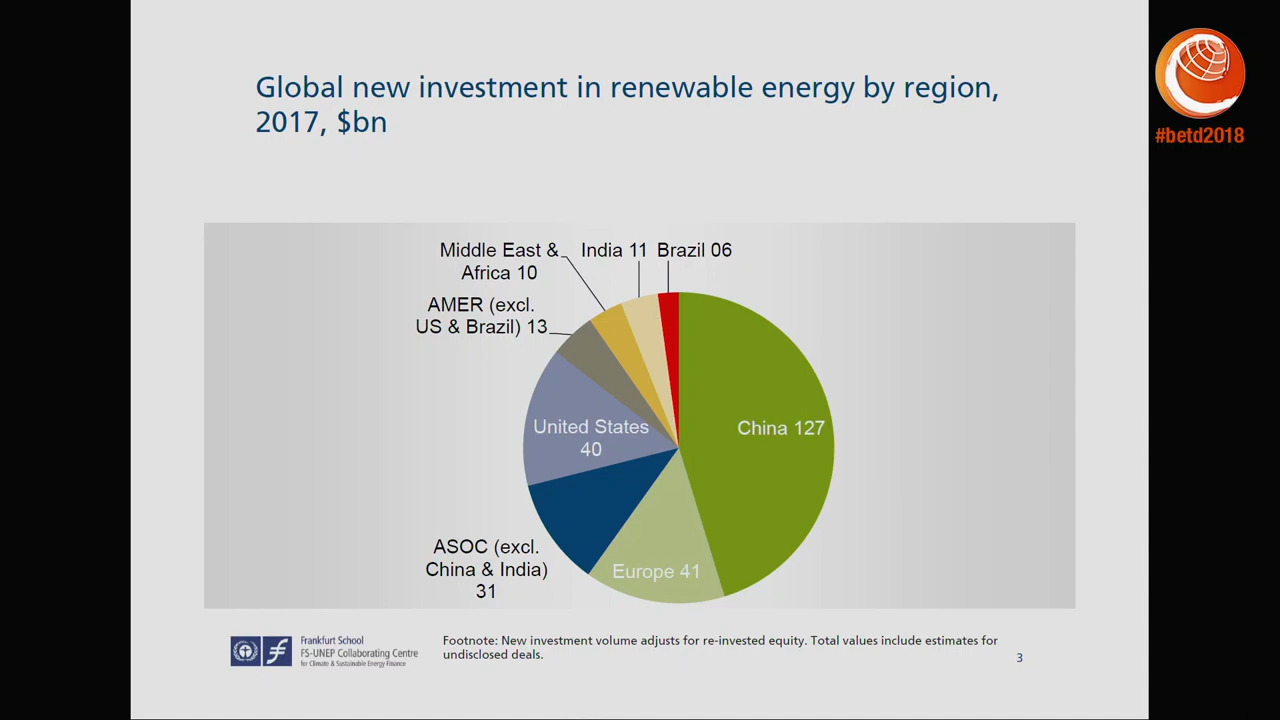 Global new investment in renewable energy by region,
2017, $bn
#betd2018
Middle East &
Africa 10
India 11
Brazil 06
AMER (excl.
US & Brazil) 13
United States
40
China 127
ASOC (excl.
China & India)
31
Europe 41
Frankfurt School
FS-UNEP Collaborating Centre
for Climate & Sustainable Energy Finance
Footnote: New investment volume adjusts for re-invested equity. Total values include estimates for
undisclosed deals.
3